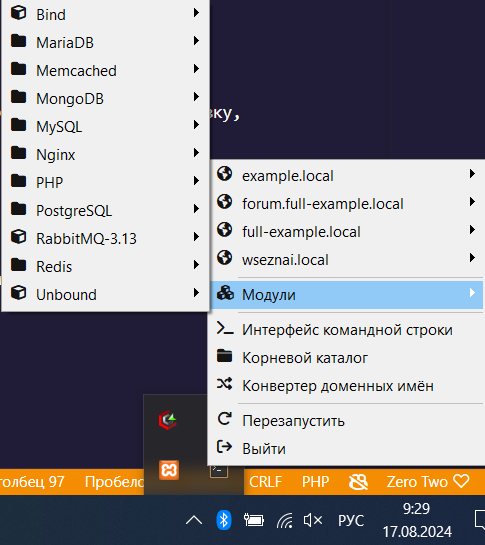 Bind
MariaDB
Memcached
MongoDB
MySQL
Nginx
PHP
PostgreSQL
RabbitMQ-3.13
Redis
Unbound
вку,
example.local
forum.full-example.local
full-example.local
wseznai.local
Модули
Интерфейс командной строки
Корневой каталог
Конвертер доменных имён
Перезапустить
Выйти
толбец 97 Пробелов CRLF PHP Zero Two
РУС
9:29
17.08.2024